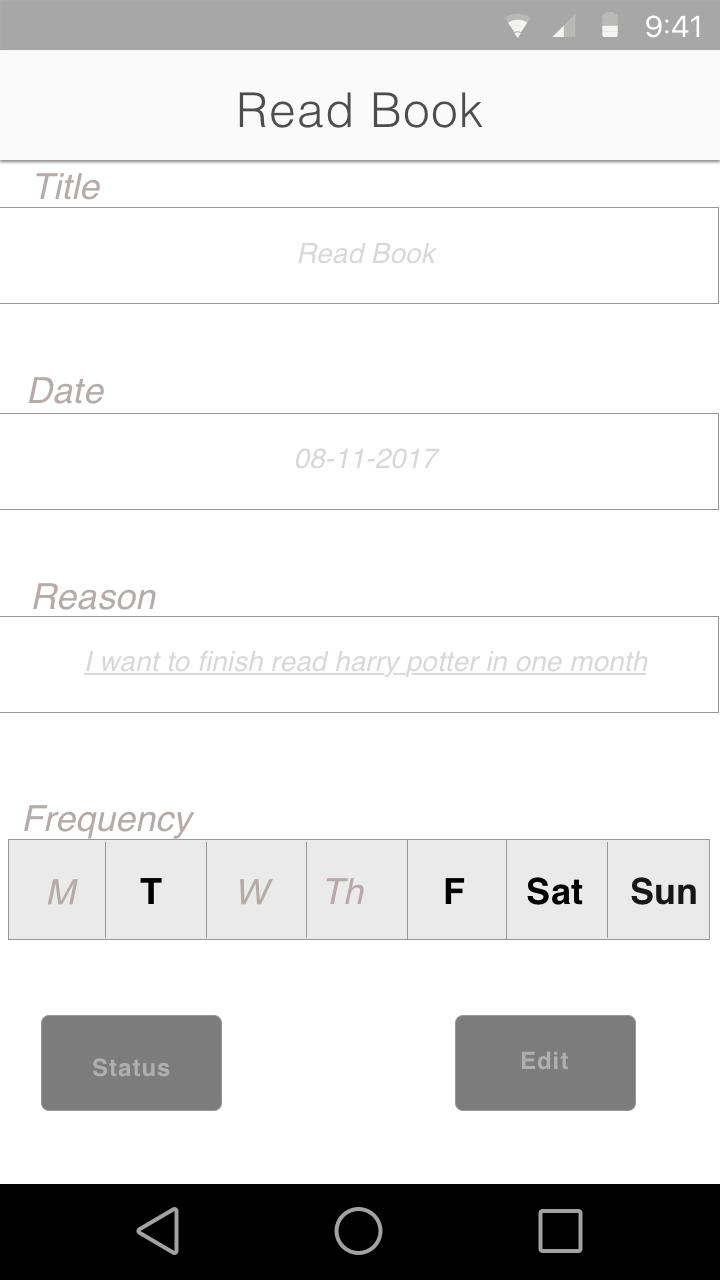 9:41
Read Book
Title
Read Book
Date
08-11-2017
Reason
I want to finish read harry potter in one month
Frequency
M T W Th F Sat Sun
Status Edit